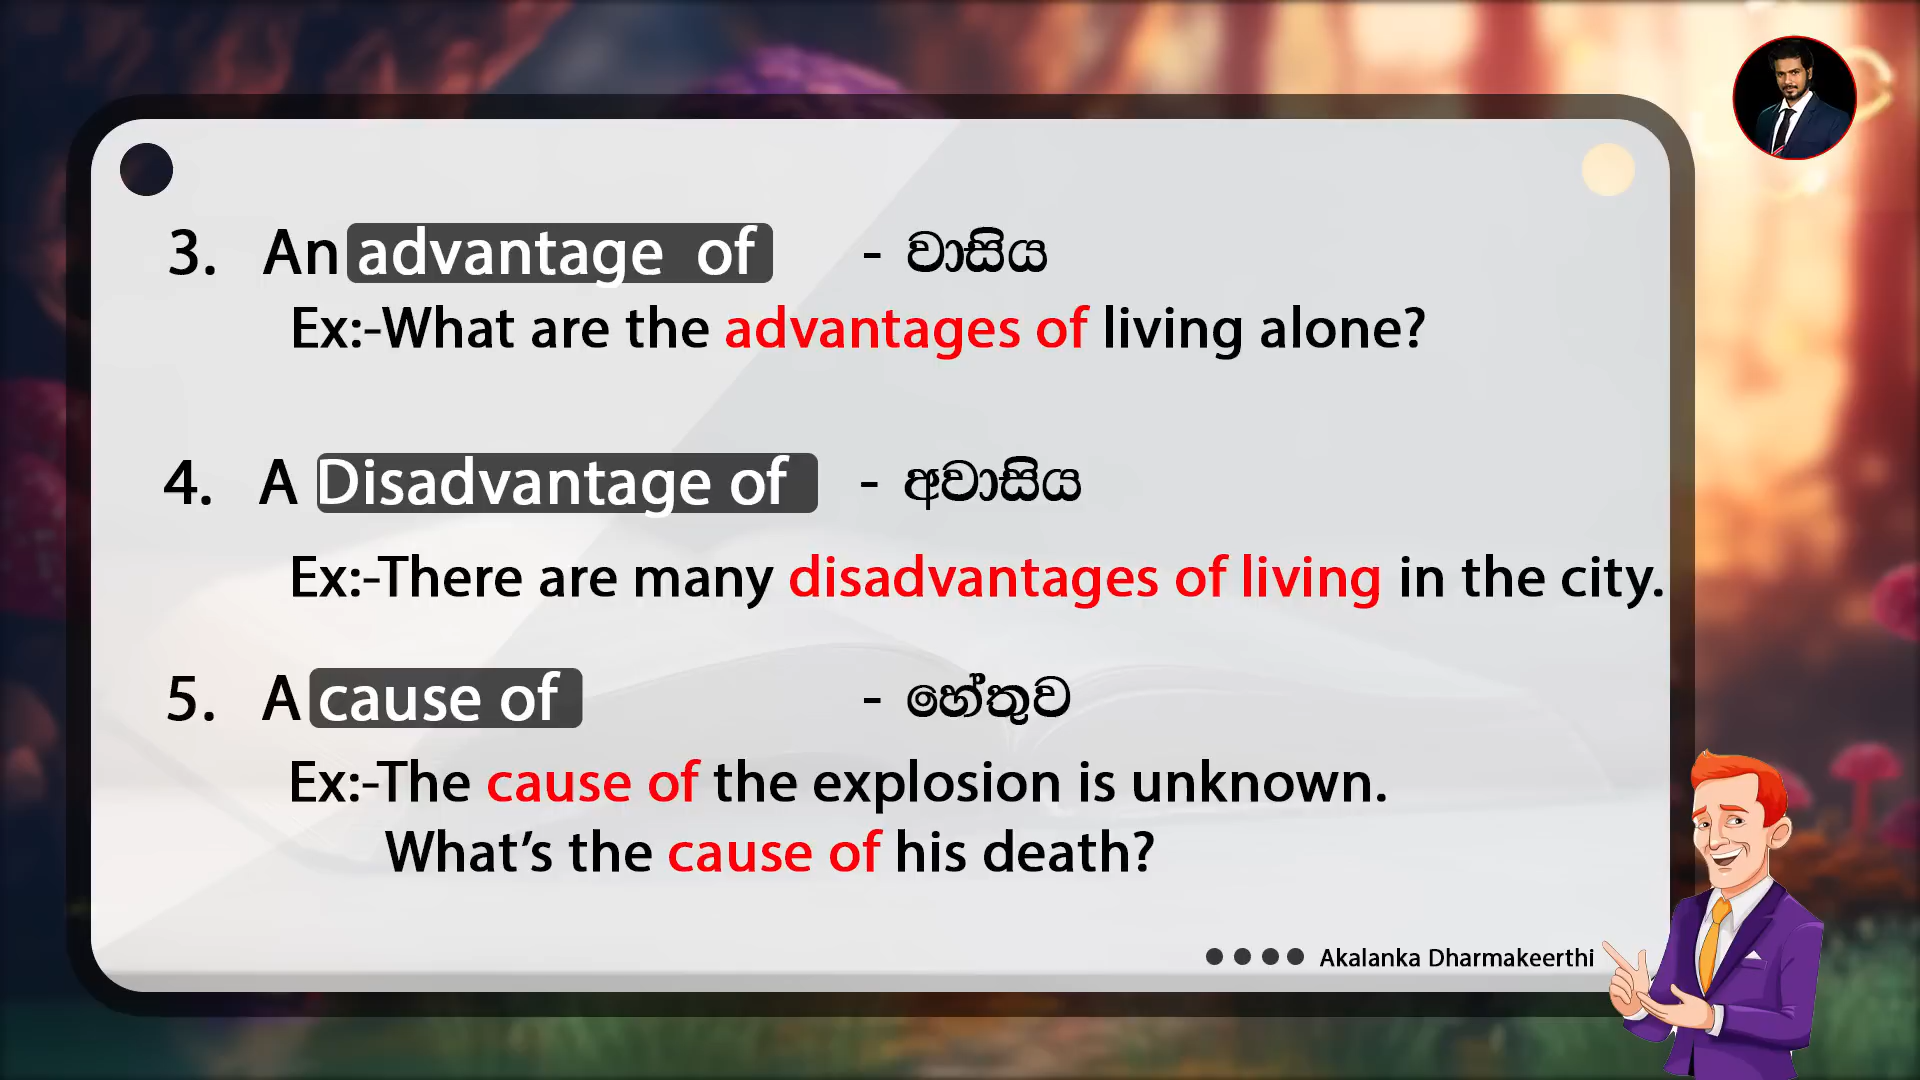 3. An advantage of - වාසිය
Ex:-What are the advantages of living alone?
4. A Disadvantage of - අවාසිය
Ex:-There are many disadvantages of living in the city.
5. A cause of - හේතුව
Ex:-The cause of the explosion is unknown.
What’s the cause of his death?
Akalanka Dharmakeerthi